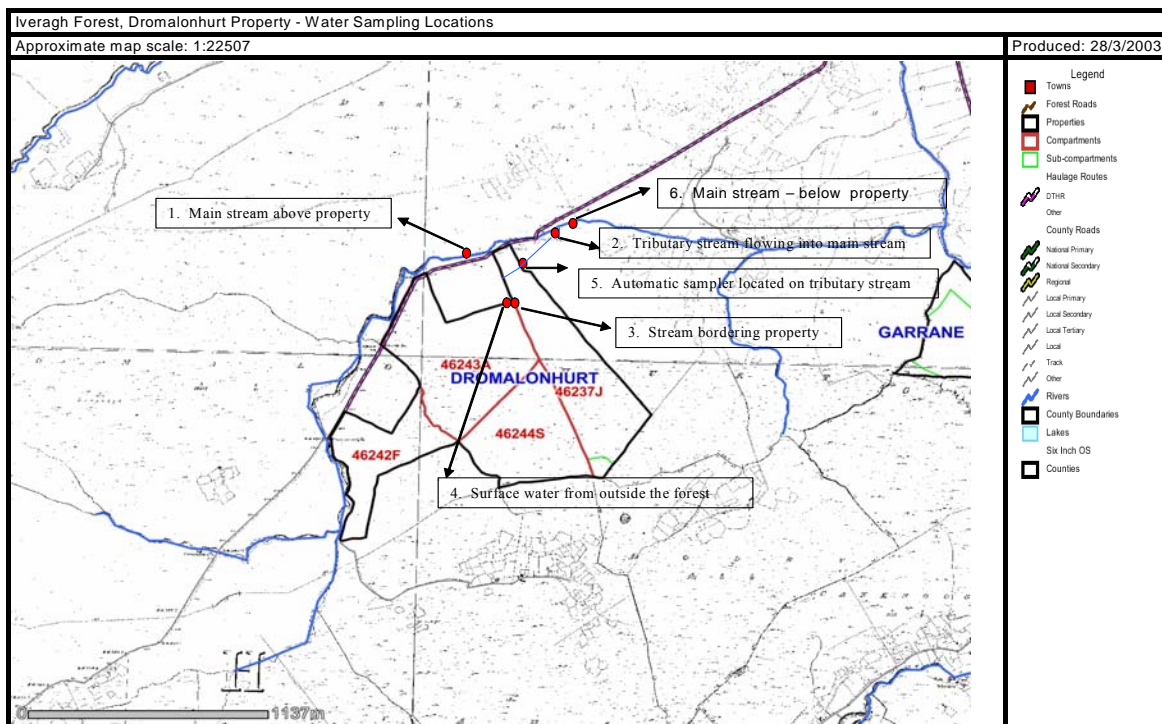 Iveragh Forest, Dromalonhurt Property - Water Sampling Locations
Approximate map scale: 1:22507
Produced: 28/3/2003
1. Main stream above property
6. Main stream – below property
2. Tributary stream flowing into main stream
5. Automatic sampler located on tributary stream
3. Stream bordering property
GARRANE
46243A
DROMALONHURT
46237J
46244S
46242F
4. Surface water from outside the forest
H
0 1137m
Legend
Towns
Forest Roads
Properties
Compartments
Sub-compartments
Haulage Routes
DTHR
Other
County Roads
National Primary
National Secondary
Regional
Local Primary
Local Secondary
Local Tertiary
Local
Track
Other
Rivers
County Boundaries
Lakes
Six Inch OS
Counties